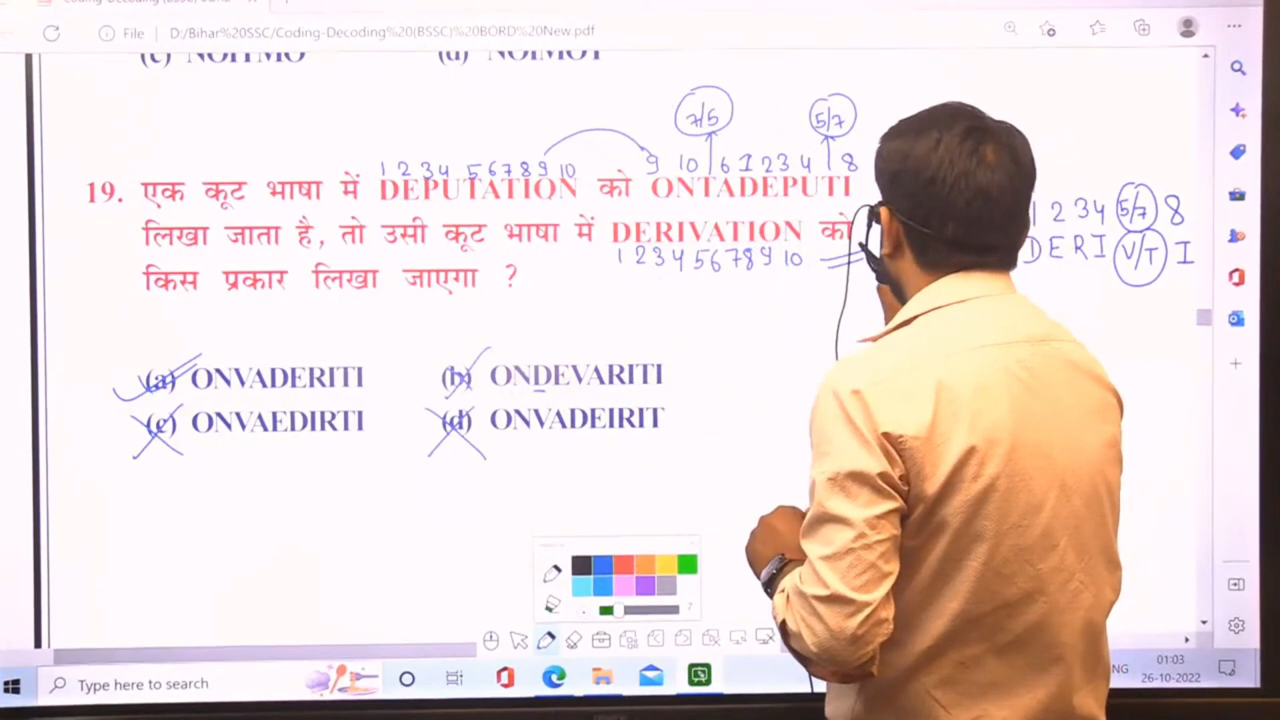 File D:/Bihar%20SSC/Coding-Decoding%20(BSSC)%20BORD%20New.pdf
(c) NOITMO (d) NOIMOT
7/5 5/7
1 2 3 4 5 6 7 8 9 10 9 10 6 1 2 3 4 8
19. एक कूट भाषा में DEPUTATION को ONTADEPUTI
1 2 3 4 5/7 8
लिखा जाता है, तो उसी कूट भाषा में DERIVATION को
D E R I V/T I
1 2 3 4 5 6 7 8 9 10
किस प्रकार लिखा जाएगा ?
(a) ONVADERITI (b) ONDEVARITI
(c) ONVAEDIRTI (d) ONVADEIRIT
7
Type here to search
NG 01:03
26-10-2022